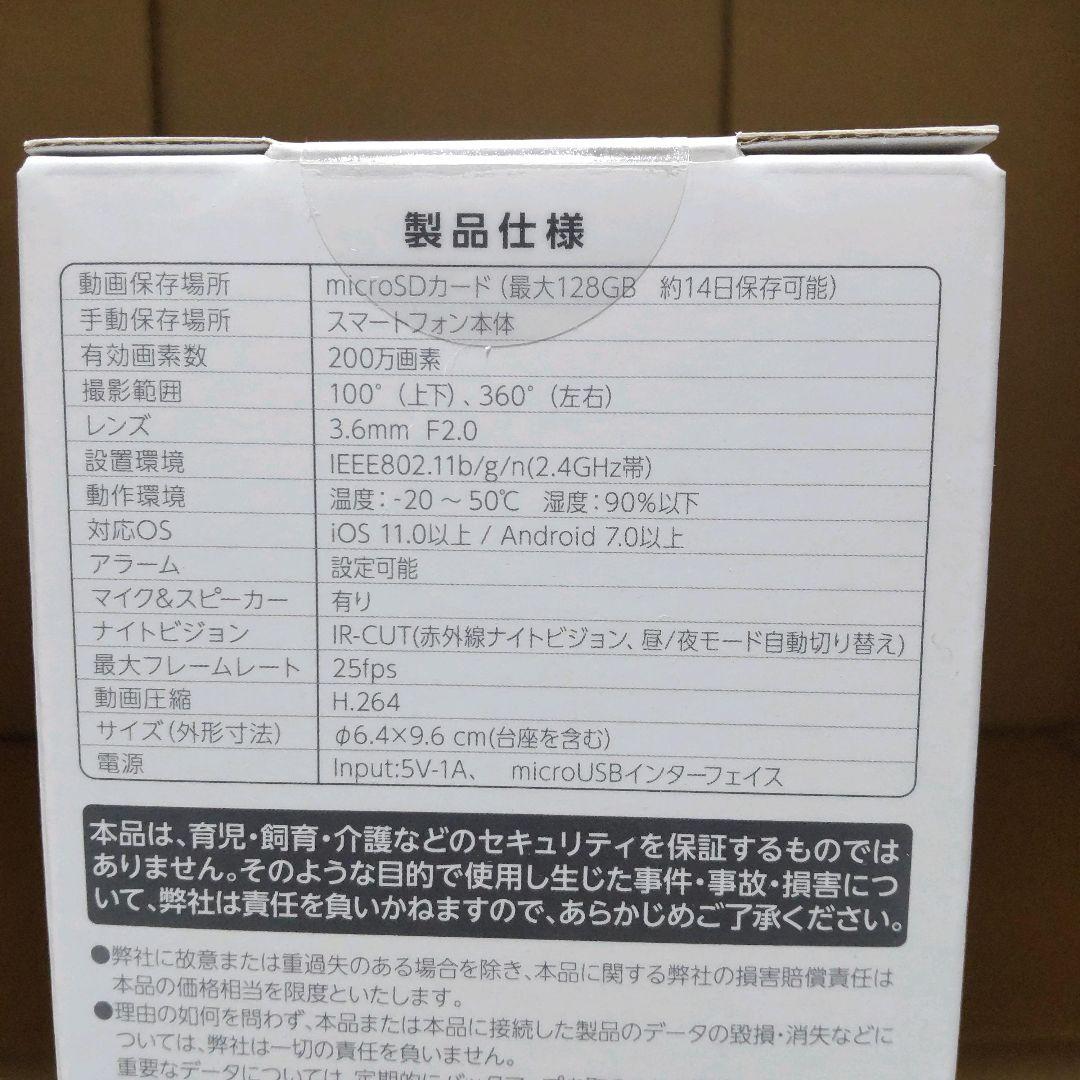 製品仕様
動画保存場所 microSDカード(最大128GB 約14日保存可能)
手動保存場所 スマートフォン本体
有効画素数 200万画素
撮影範囲 100°(上下)、360°(左右)
レンズ 3.6mm F2.0
設置環境 IEEE802.11b/g/n(2.4GHz帯)
動作環境 温度:-20～50℃ 湿度:90%以下
対応OS iOS 11.0以上 / Android 7.0以上
アラーム 設定可能
マイク&スピーカー 有り
ナイトビジョン IR-CUT(赤外線ナイトビジョン、昼/夜モード自動切り替え)
最大フレームレート 25fps
動画圧縮 H.264
サイズ(外形寸法) φ6.4×9.6 cm(台座を含む)
電源 Input:5V-1A、 microUSBインターフェイス
本品は、育児・飼育・介護などのセキュリティを保証するものでは
ありません。そのような目的で使用し生じた事件・事故・損害につ
いて、弊社は責任を負いかねますので、あらかじめご了承ください。
●弊社に故意または重過失のある場合を除き、本品に関する弊社の損害賠償責任は
本品の価格相当を限度といたします。
●理由の如何を問わず、本品または本品に接続した製品のデータの毀損・消失などに
ついては、弊社は一切の責任を負いません。
重要なデータについては、定期的にバックアップ